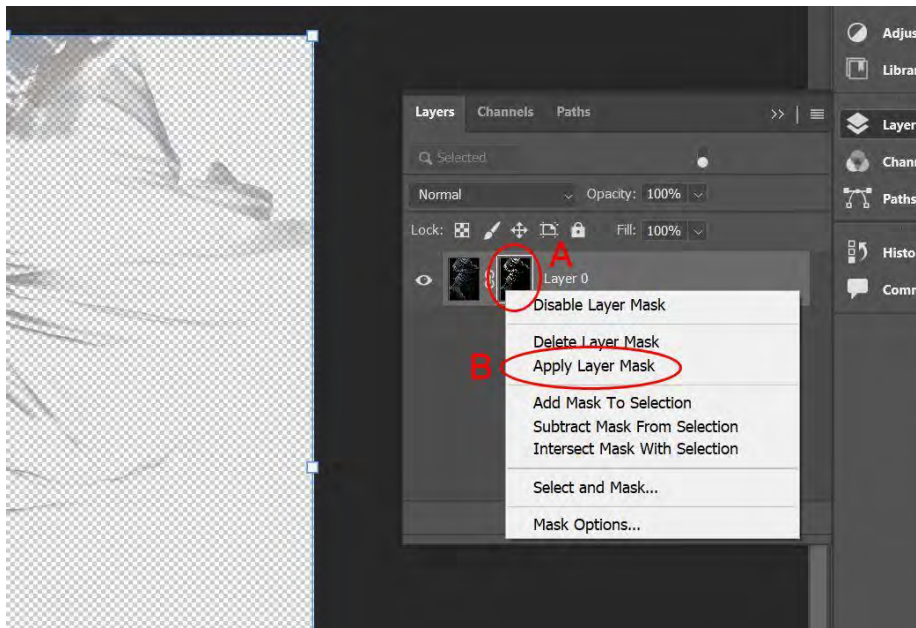 Adjus
Librar
Layers Channels Paths
Layer
Selected
Chann
Normal Opacity: 100%
Paths
Lock: Fill: 100%
Histo
A
Layer 0
Comm
Disable Layer Mask
Delete Layer Mask
B
Apply Layer Mask
Add Mask To Selection
Subtract Mask From Selection
Intersect Mask With Selection
Select and Mask...
Mask Options...